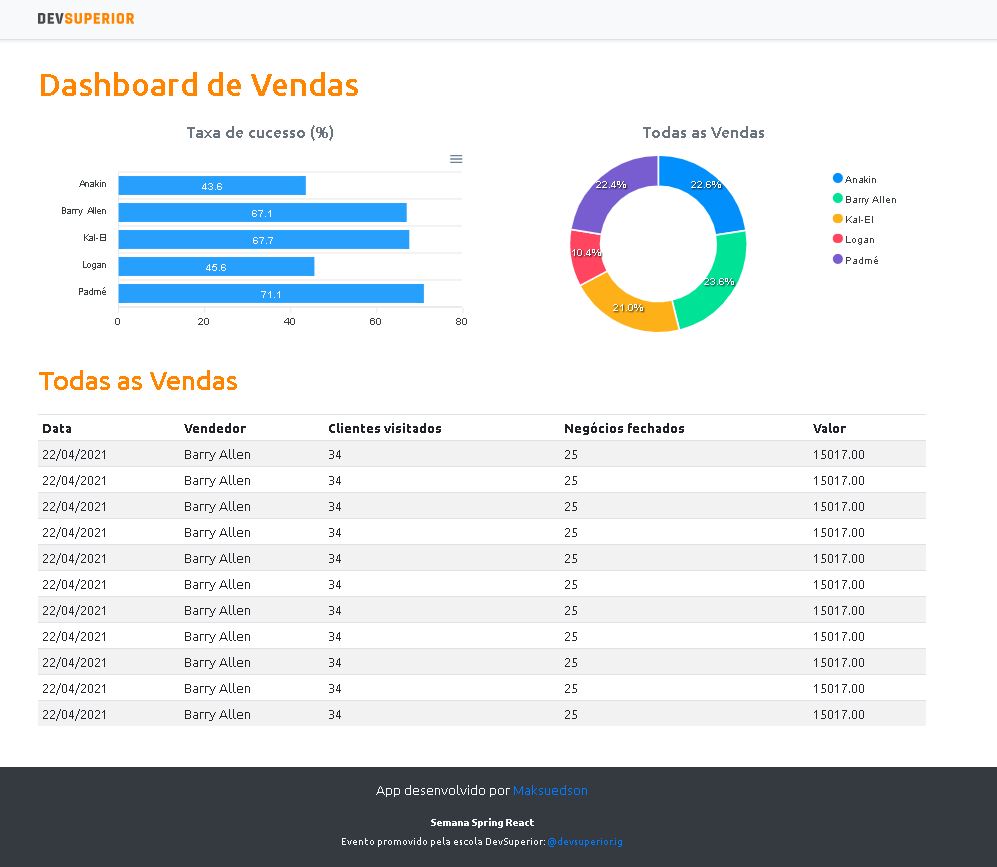 DEVSUPERIOR
Dashboard de Vendas
Taxa de cucesso (%)
Anakin 43.6
Barry Allen 67.1
Kal-El 67.7
Logan 45.6
Padmé 71.1
0 20 40 60 80
Todas as Vendas
22.6%
23.6%
21.0%
10.4%
22.4%
Anakin
Barry Allen
Kal-El
Logan
Padmé
Todas as Vendas
Data Vendedor Clientes visitados Negócios fechados Valor
22/04/2021 Barry Allen 34 25 15017.00
22/04/2021 Barry Allen 34 25 15017.00
22/04/2021 Barry Allen 34 25 15017.00
22/04/2021 Barry Allen 34 25 15017.00
22/04/2021 Barry Allen 34 25 15017.00
22/04/2021 Barry Allen 34 25 15017.00
22/04/2021 Barry Allen 34 25 15017.00
22/04/2021 Barry Allen 34 25 15017.00
22/04/2021 Barry Allen 34 25 15017.00
22/04/2021 Barry Allen 34 25 15017.00
22/04/2021 Barry Allen 34 25 15017.00
App desenvolvido por Maksuedson
Semana Spring React
Evento promovido pela escola DevSuperior: @devsuperior.ig